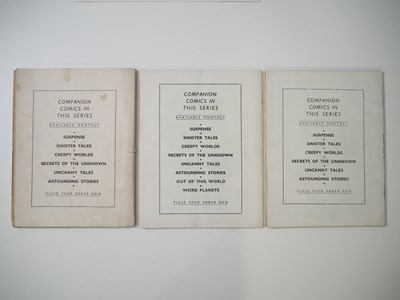 COMPANION
COMICS IN
THIS SERIES
AVAILABLE MONTHLY
SUSPENSE
SINISTER TALES
CREEPY WORLDS
SECRETS OF THE UNKNOWN
UNCANNY TALES
ASTOUNDING STORIES
PLACE YOUR ORDER NOW
COMPANION
COMICS IN
THIS SERIES
AVAILABLE MONTHLY
SUSPENSE
SINISTER TALES
CREEPY WORLDS
SECRETS OF THE UNKNOWN
UNCANNY TALES
ASTOUNDING STORIES
OUT OF THIS WORLD
WEIRD PLANETS
PLACE YOUR ORDER NOW
COMPANION
COMICS IN
THIS SERIES
AVAILABLE MONTHLY
SUSPENSE
SINISTER TALES
CREEPY WORLDS
SECRETS OF THE UNKNOWN
UNCANNY TALES
ASTOUNDING STORIES
PLACE YOUR ORDER NOW